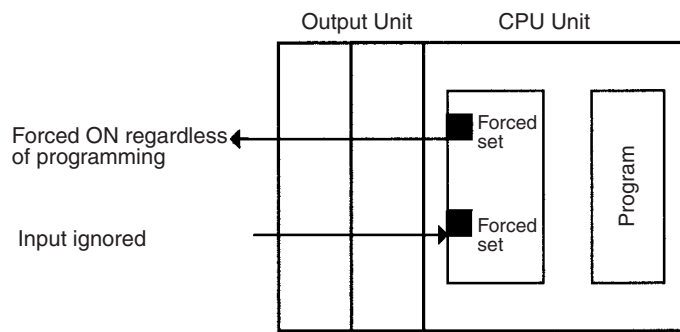 Output Unit
CPU Unit
Forced ON regardless
of programming
Forced
set
Input ignored
Forced
set
Program